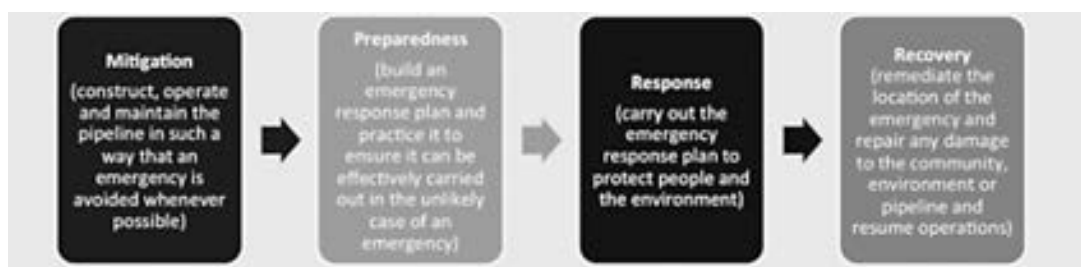 Mitigation
(construct, operate
and maintain the
pipeline in such a
way that an
emergency is
avoided whenever
possible)
Preparedness
(build an
emergency
response plan and
practice it to
ensure it can be
effectively carried
out in the unlikely
case of an
emergency)
Response
(carry out the
emergency
response plan to
protect people and
the environment)
Recovery
(remediate the
location of the
emergency and
repair any damage
to the community,
environment or
pipeline and
resume operations)